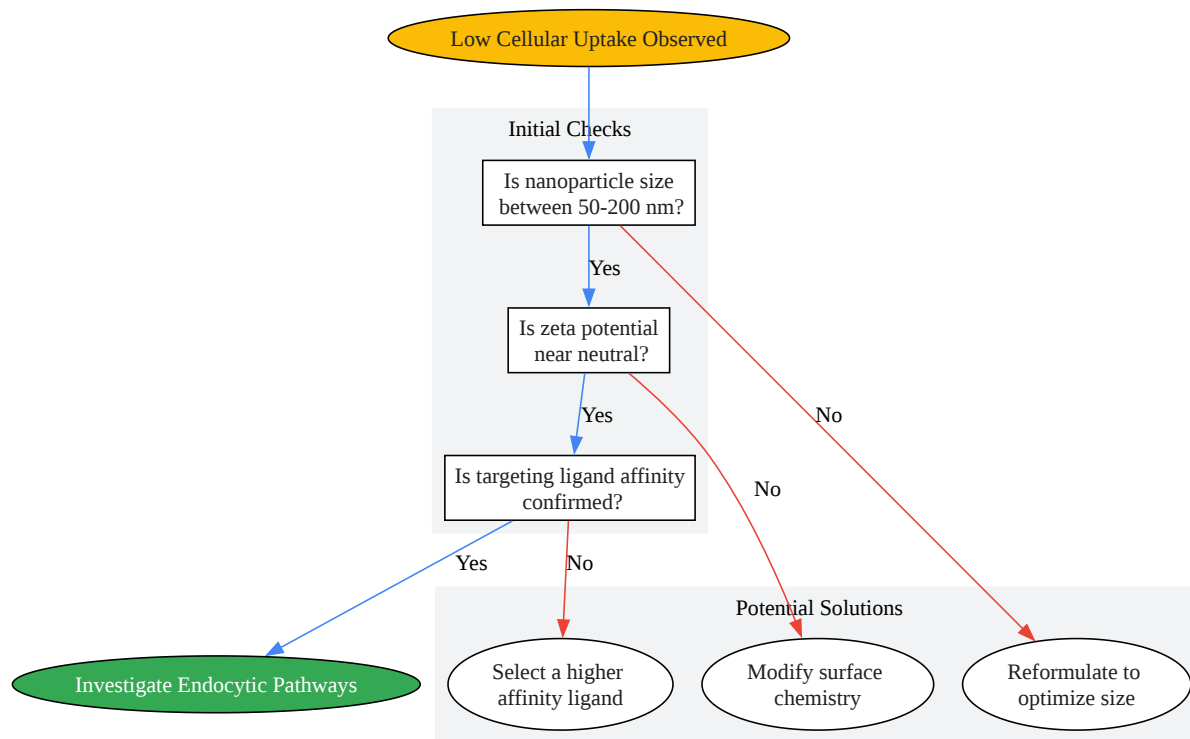 Low Cellular Uptake Observed
Initial Checks
Is nanoparticle size
between 50-200 nm?
Yes
Is zeta potential
near neutral?
Yes
No
Is targeting ligand affinity
confirmed?
No
Yes
No
Potential Solutions
Investigate Endocytic Pathways
Select a higher
affinity ligand
Modify surface
chemistry
Reformulate to
optimize size